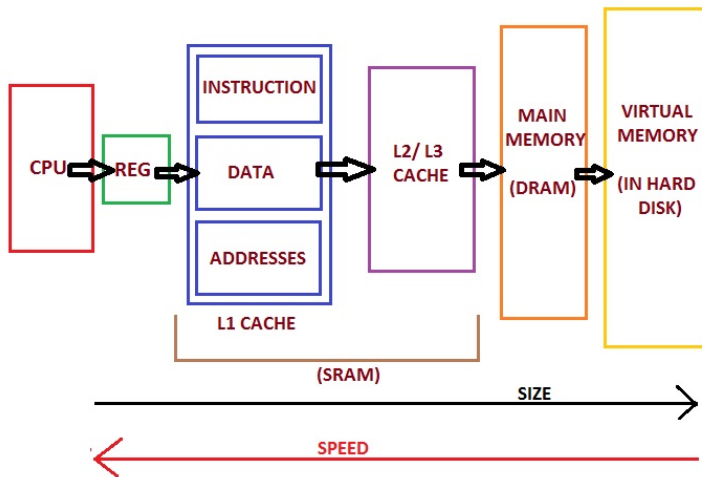 CPU
REG
INSTRUCTION
DATA
ADDRESSES
L1 CACHE
L2/ L3
CACHE
(SRAM)
MAIN
MEMORY
(DRAM)
VIRTUAL
MEMORY
(IN HARD
DISK)
SIZE
SPEED